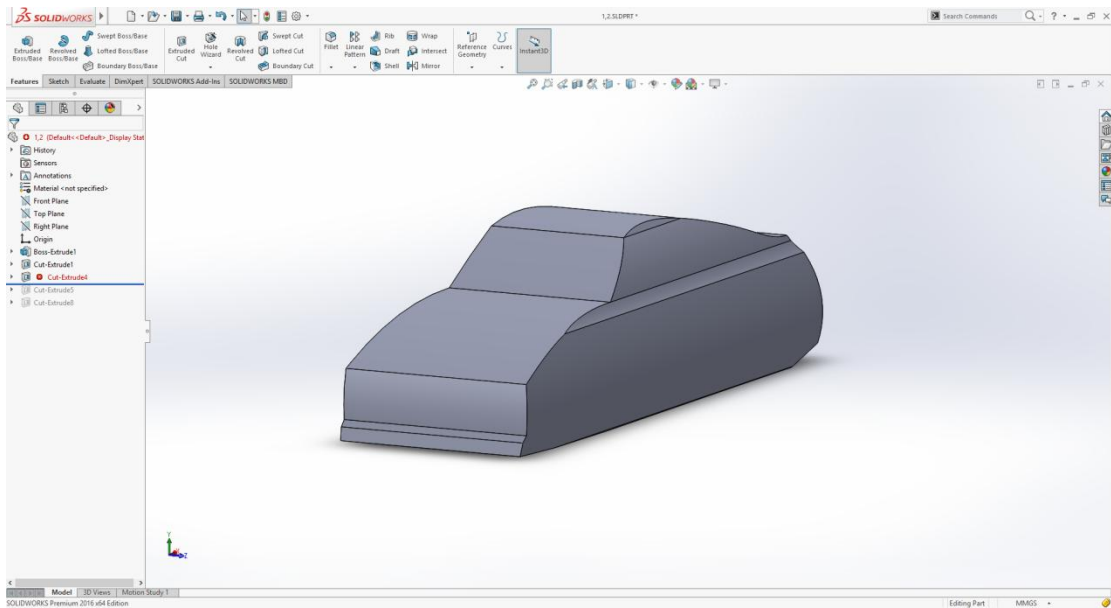 SOLIDWORKS
1,2.SLDPRT *
Search Commands
Extruded Boss/Base
Revolved Boss/Base
Swept Boss/Base
Lofted Boss/Base
Boundary Boss/Base
Extruded Cut
Hole Wizard
Revolved Cut
Swept Cut
Lofted Cut
Boundary Cut
Fillet
Linear Pattern
Rib
Draft
Shell
Wrap
Intersect
Mirror
Reference Geometry
Curves
Instant3D
Features Sketch Evaluate DimXpert SOLIDWORKS Add-Ins SOLIDWORKS MBD
1,2 (Default<<Default>_Display Stat
History
Sensors
Annotations
Material <not specified>
Front Plane
Top Plane
Right Plane
Origin
Boss-Extrude1
Cut-Extrude1
Cut-Extrude4
Cut-Extrude5
Cut-Extrude8
Y
Z
Model 3D Views Motion Study 1
SOLIDWORKS Premium 2016 x64 Edition
Editing Part MMGS